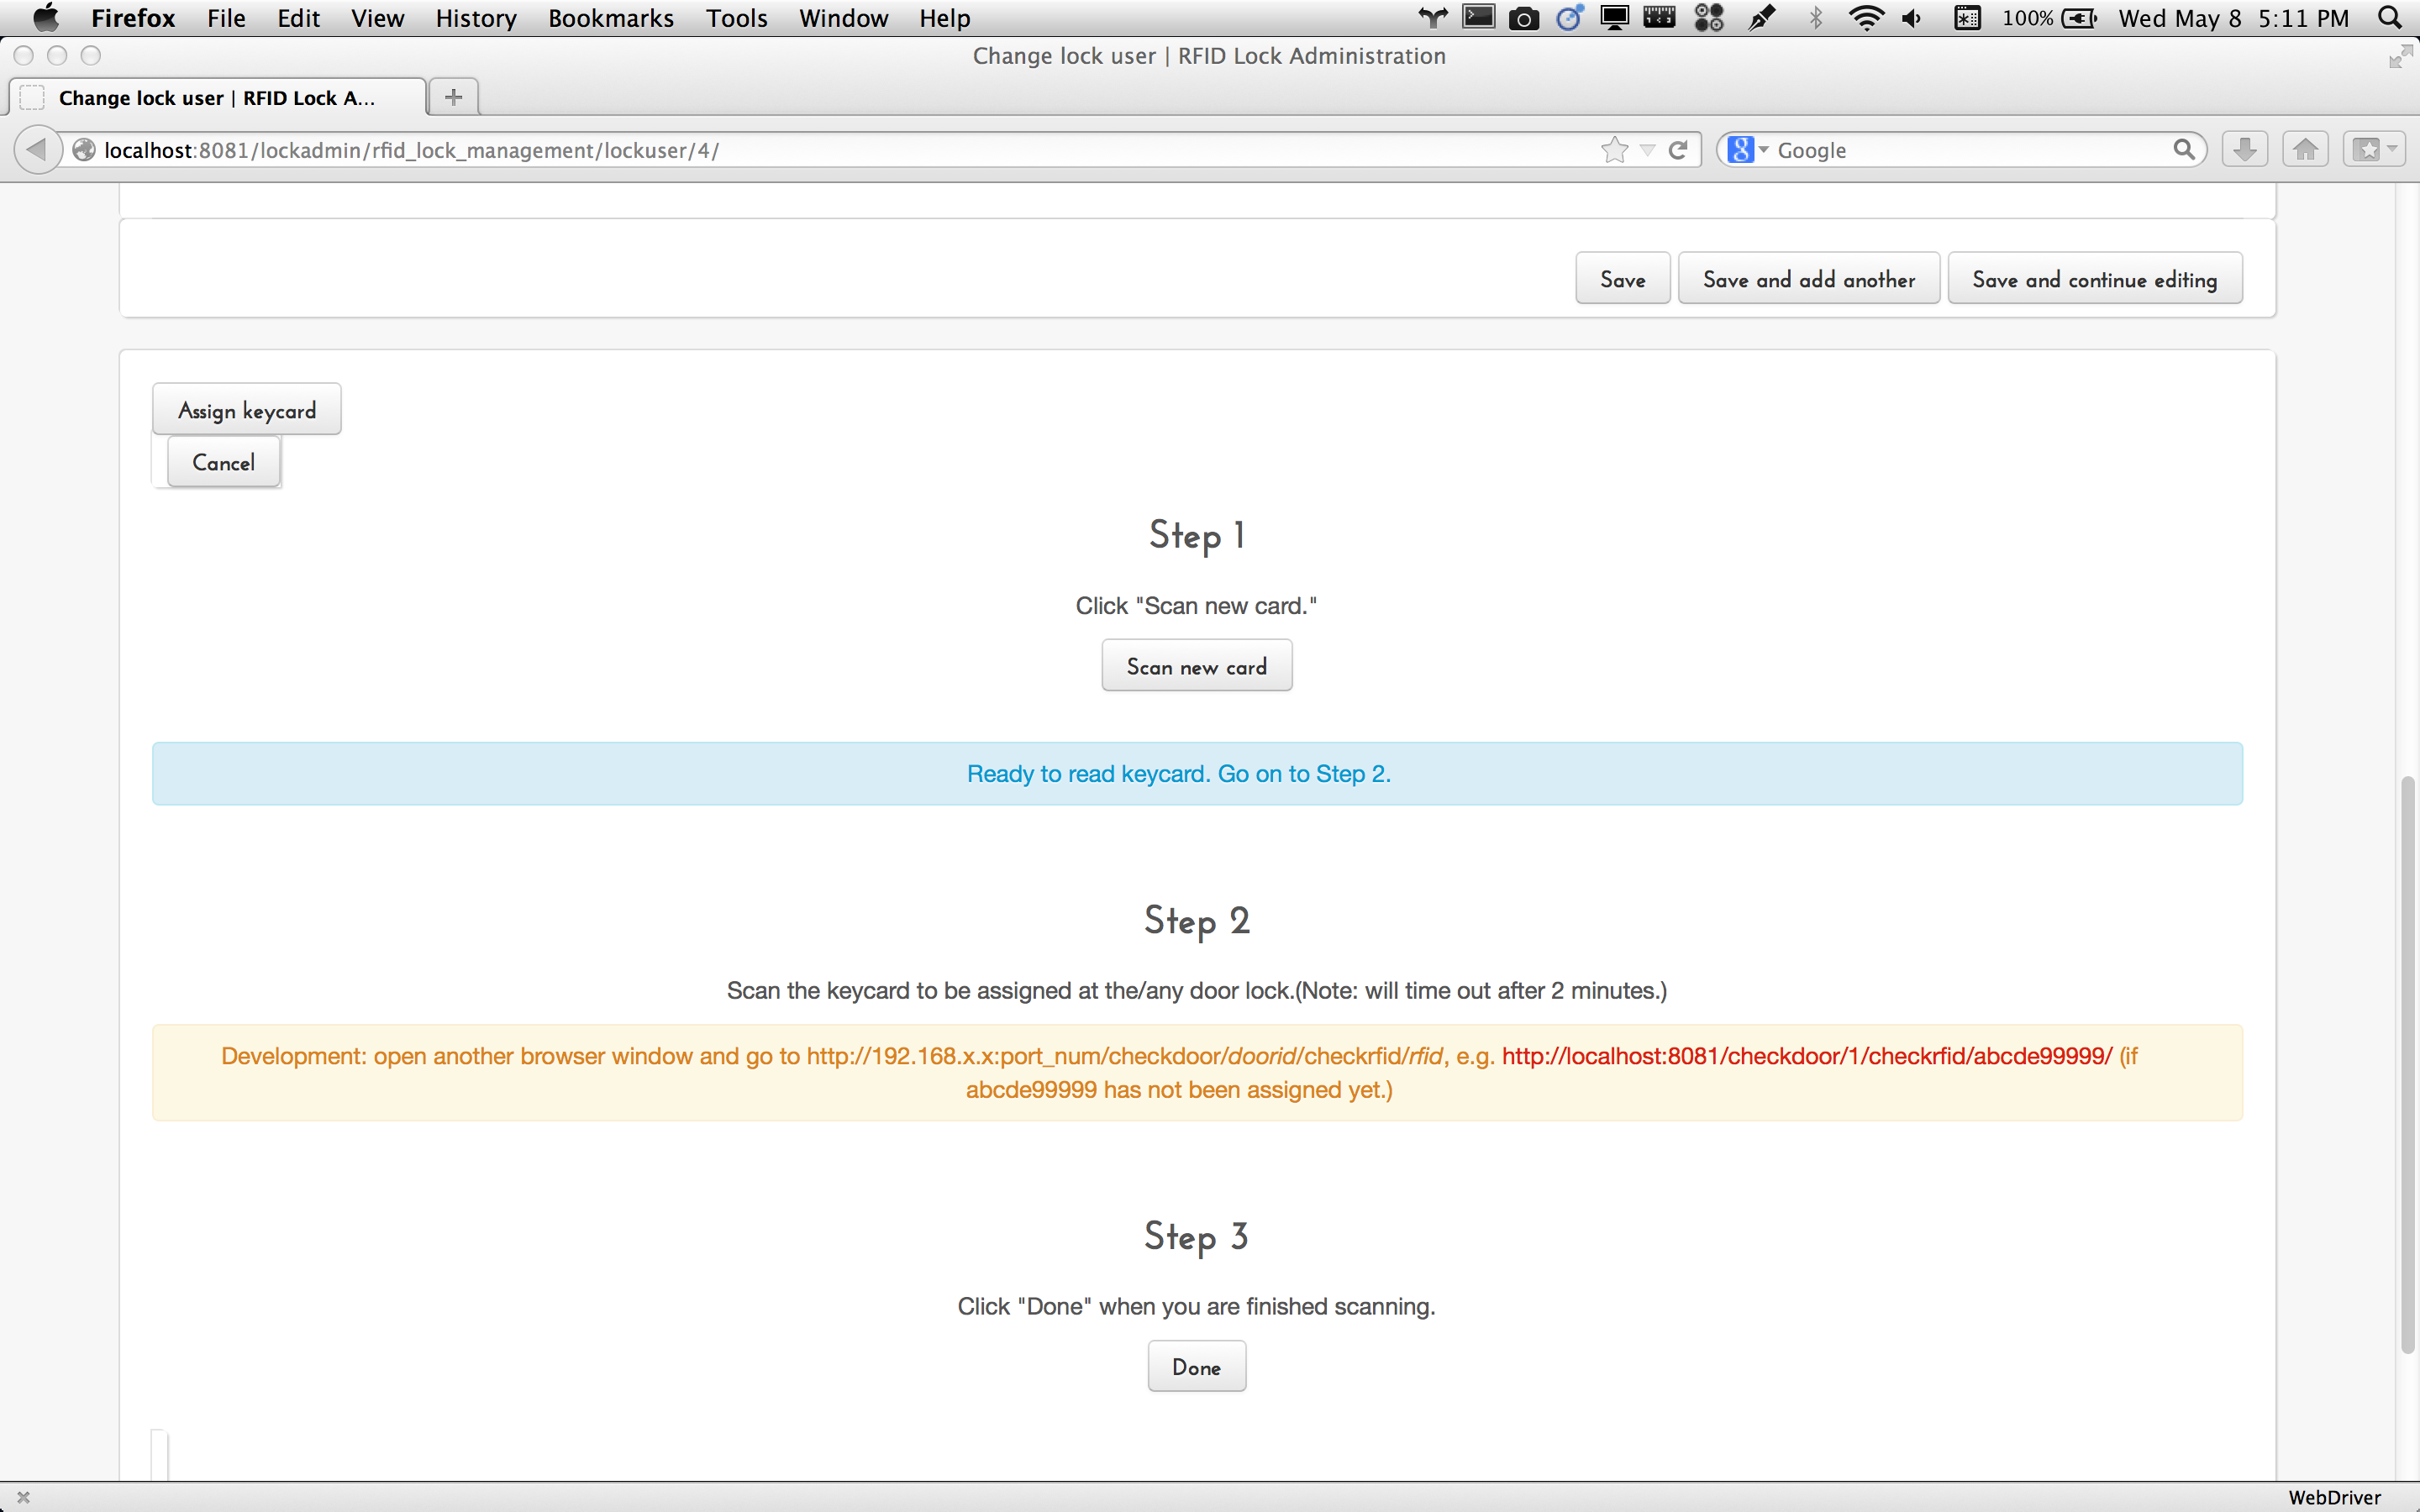 Firefox File Edit View History Bookmarks Tools Window Help 100% Wed May 8 5:11 PM
Change lock user | RFID Lock Administration
Change lock user | RFID Lock A...
localhost:8081/lockadmin/rfid_lock_management/lockuser/4/ Google
Save Save and add another Save and continue editing
Assign keycard
Cancel
Step 1
Click "Scan new card."
Scan new card
Ready to read keycard. Go on to Step 2.
Step 2
Scan the keycard to be assigned at the/any door lock.(Note: will time out after 2 minutes.)
Development: open another browser window and go to http://192.168.x.x:port_num/checkdoor/doorid/checkrfid/rfid, e.g. http://localhost:8081/checkdoor/1/checkrfid/abcde99999/ (if
abcde99999 has not been assigned yet.)
Step 3
Click "Done" when you are finished scanning.
Done
WebDriver